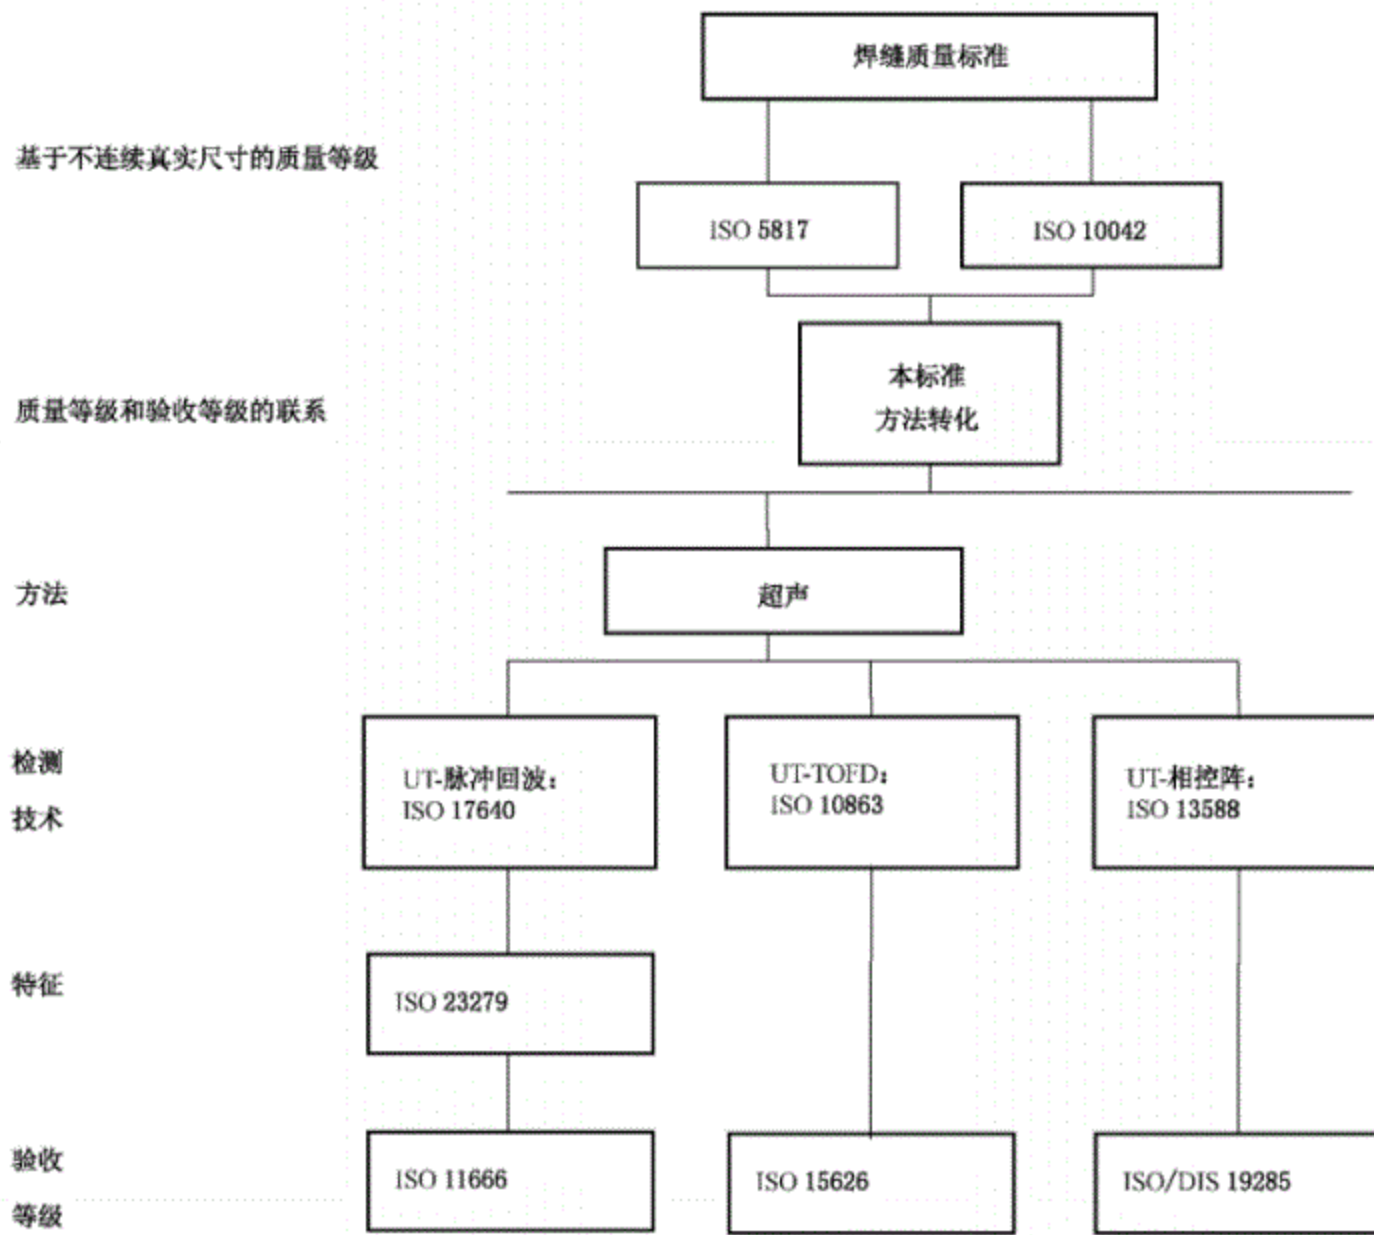 焊缝质量标准
基于不连续真实尺寸的质量等级
ISO 5817
ISO 10042
本标准
方法转化
质量等级和验收等级的联系
方法
超声
检测
技术
UT-脉冲回波：
ISO 17640
UT-TOFD：
ISO 10863
UT-相控阵：
ISO 13588
特征
ISO 23279
验收
等级
ISO 11666
ISO 15626
ISO/DIS 19285